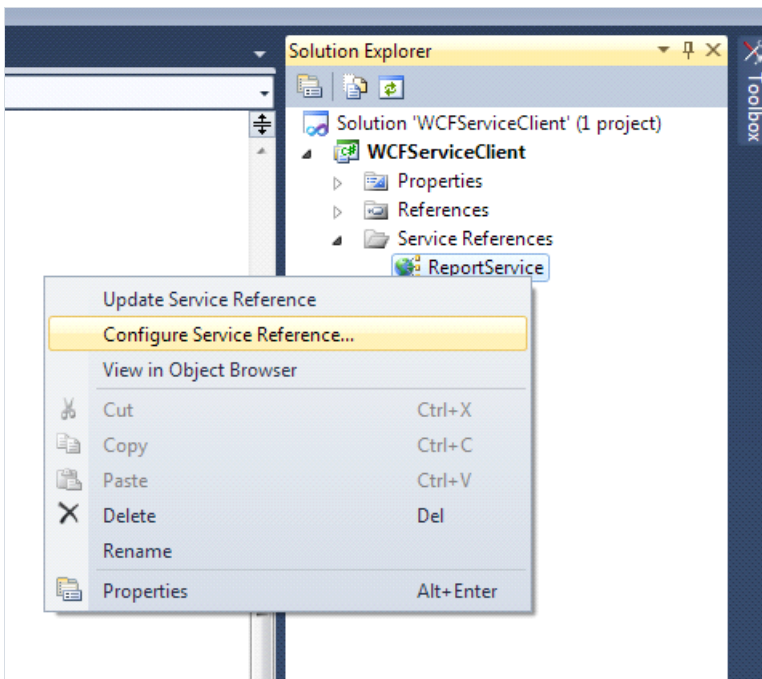 Solution Explorer
Toolbox
Solution 'WCFServiceClient' (1 project)
C# WCFServiceClient
Properties
References
Service References
ReportService
Update Service Reference
Configure Service Reference...
View in Object Browser
Cut Ctrl+X
Copy Ctrl+C
Paste Ctrl+V
Delete Del
Rename
Properties Alt+Enter